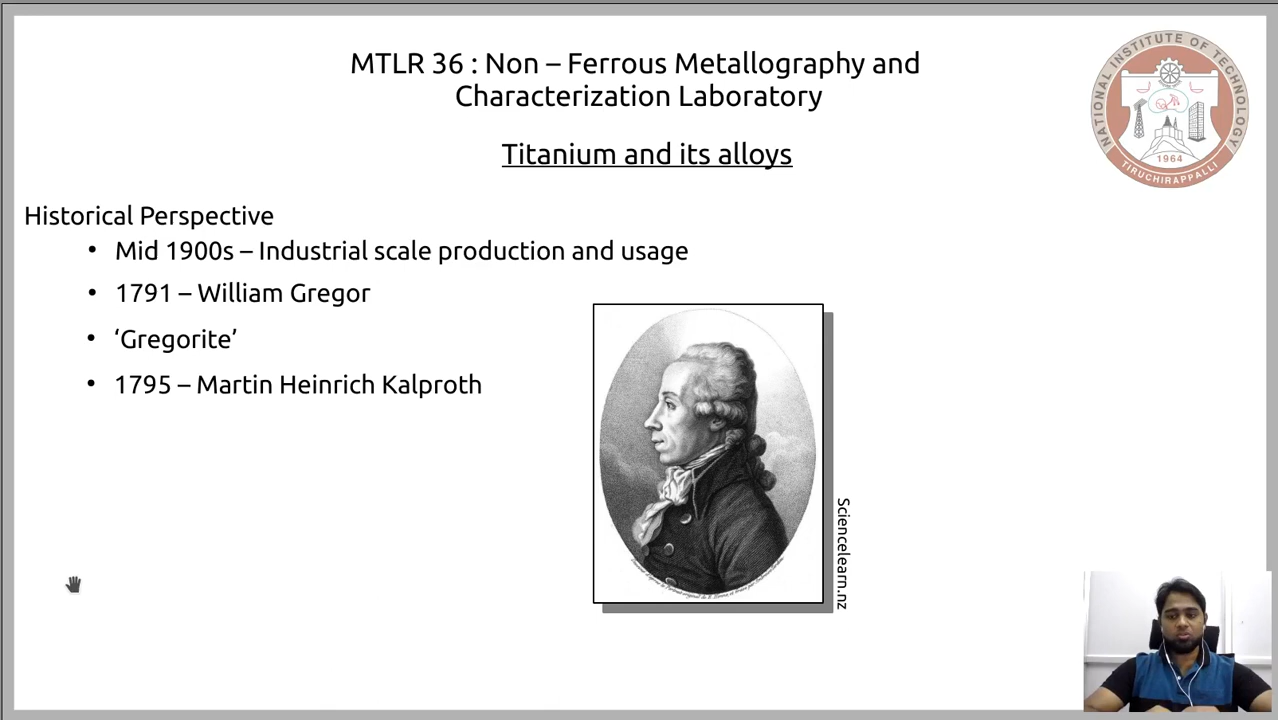 MTLR 36 : Non – Ferrous Metallography and
Characterization Laboratory
Titanium and its alloys
NATIONAL INSTITUTE OF TECHNOLOGY
1964
TIRUCHIRAPPALLI
Historical Perspective
• Mid 1900s – Industrial scale production and usage
• 1791 – William Gregor
• ‘Gregorite’
• 1795 – Martin Heinrich Kalproth
Sciencelearn.nz